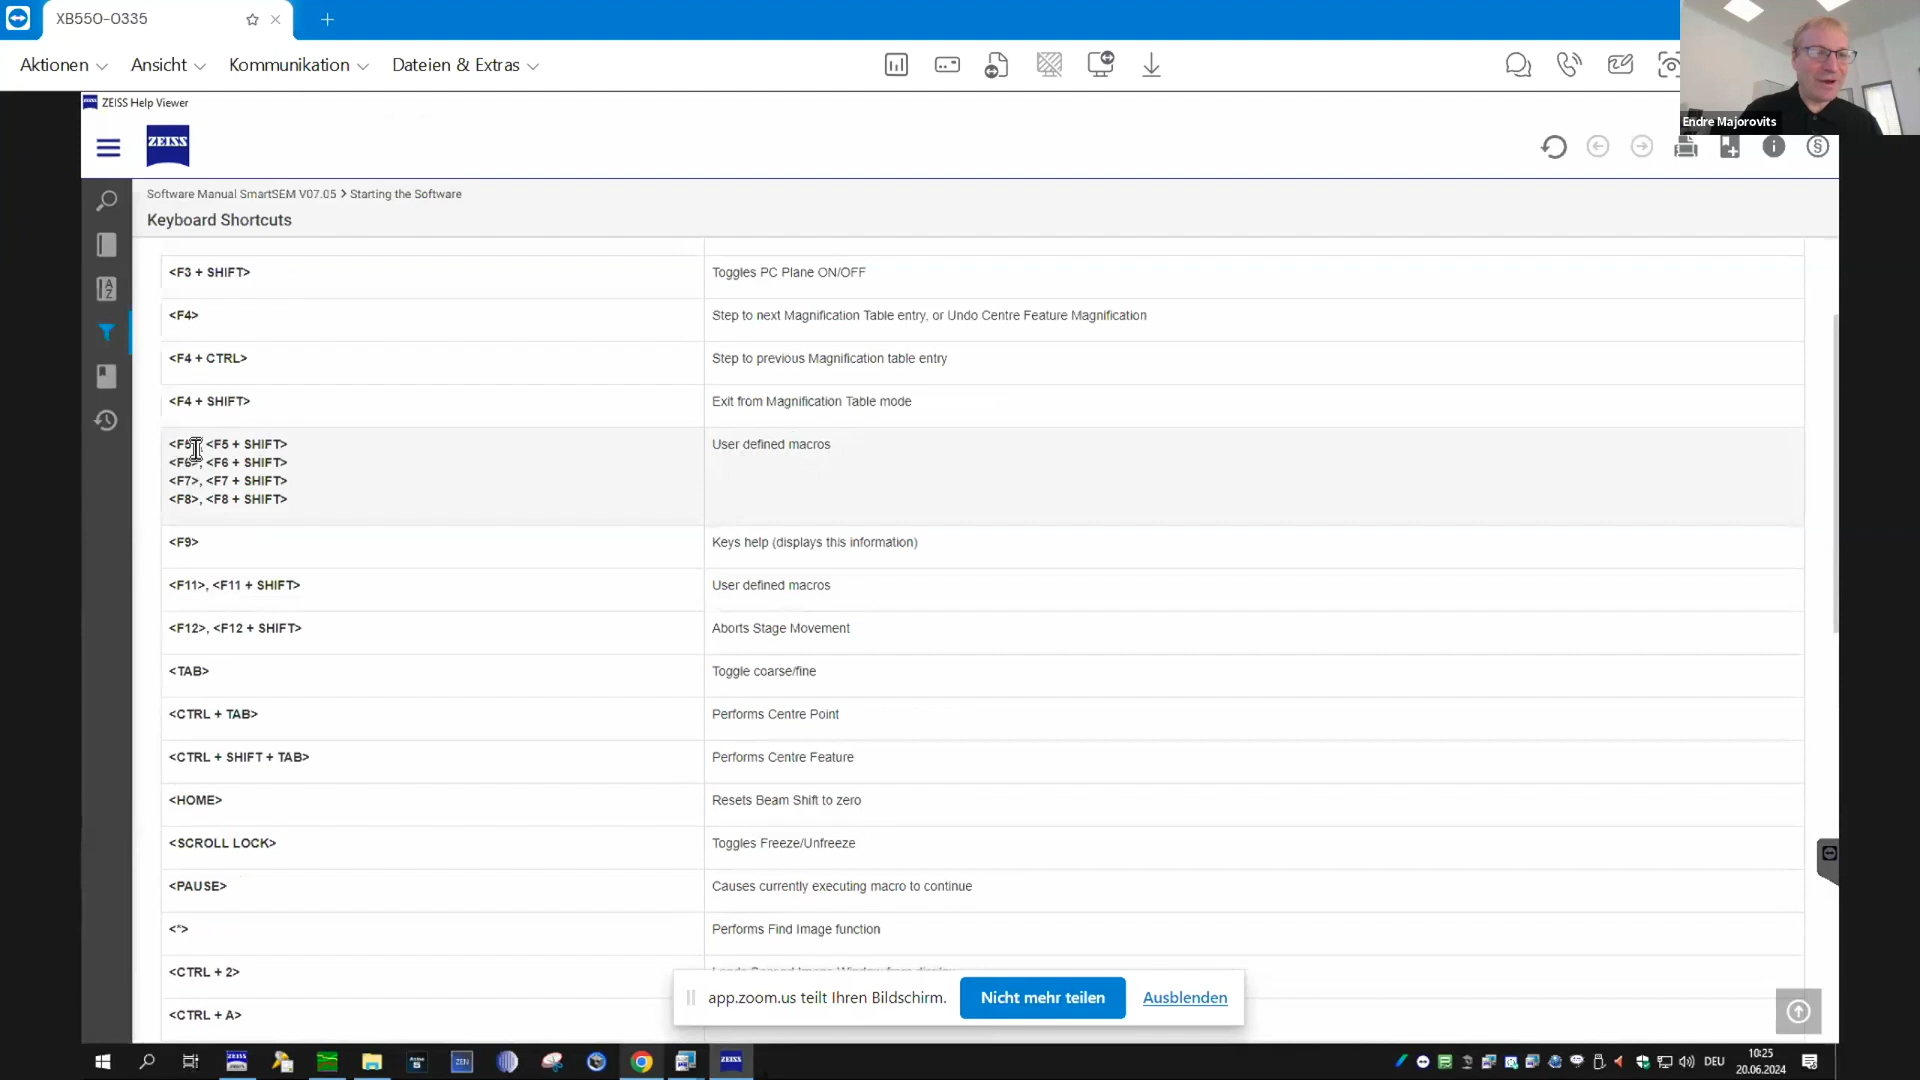 XB550-0335
Aktionen
Ansicht
Kommunikation
Dateien & Extras
Endre Majorovits
ZEISS Help Viewer
ZEISS
Software Manual SmartSEM V07.05 > Starting the Software
Keyboard Shortcuts
<F3 + SHIFT> Toggles PC Plane ON/OFF
<F4> Step to next Magnification Table entry, or Undo Centre Feature Magnification
<F4 + CTRL> Step to previous Magnification table entry
<F4 + SHIFT> Exit from Magnification Table mode
<F5>, <F5 + SHIFT> User defined macros
<F6>, <F6 + SHIFT>
<F7>, <F7 + SHIFT>
<F8>, <F8 + SHIFT>
<F9> Keys help (displays this information)
<F11>, <F11 + SHIFT> User defined macros
<F12>, <F12 + SHIFT> Aborts Stage Movement
<TAB> Toggle coarse/fine
<CTRL + TAB> Performs Centre Point
<CTRL + SHIFT + TAB> Performs Centre Feature
<HOME> Resets Beam Shift to zero
<SCROLL LOCK> Toggles Freeze/Unfreeze
<PAUSE> Causes currently executing macro to continue
<*> Performs Find Image function
<CTRL + 2>
<CTRL + A>
app.zoom.us teilt Ihren Bildschirm.
Nicht mehr teilen
Ausblenden
ZEISS
ZEN
ZEISS
DEU
10:25
20.06.2024